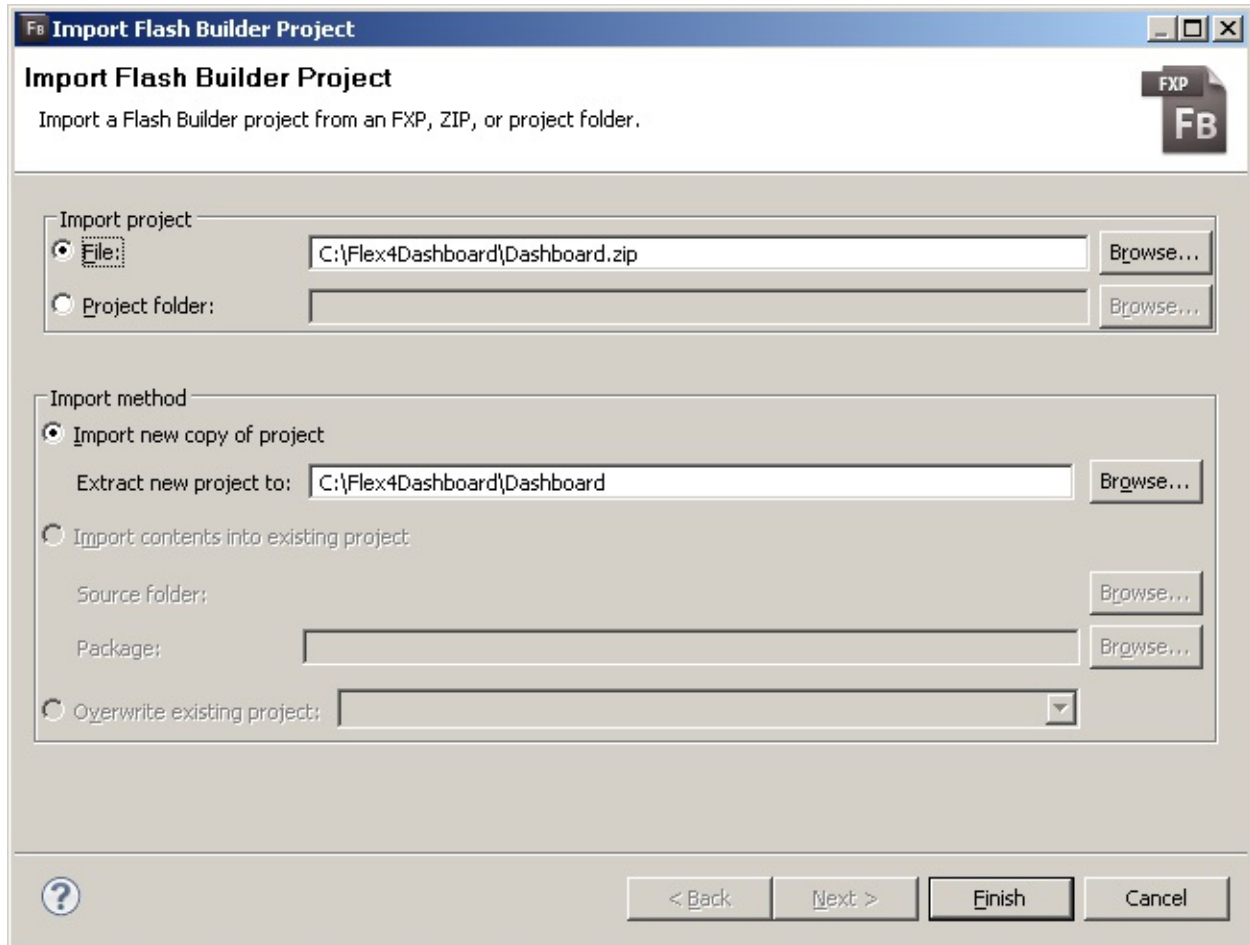 FB Import Flash Builder Project
Import Flash Builder Project
Import a Flash Builder project from an FXP, ZIP, or project folder.
FXP
FB
Import project
File: C:\Flex4Dashboard\Dashboard.zip Browse...
Project folder: Browse...
Import method
Import new copy of project
Extract new project to: C:\Flex4Dashboard\Dashboard Browse...
Import contents into existing project
Source folder: Browse...
Package: Browse...
Overwrite existing project:
? < Back Next > Finish Cancel